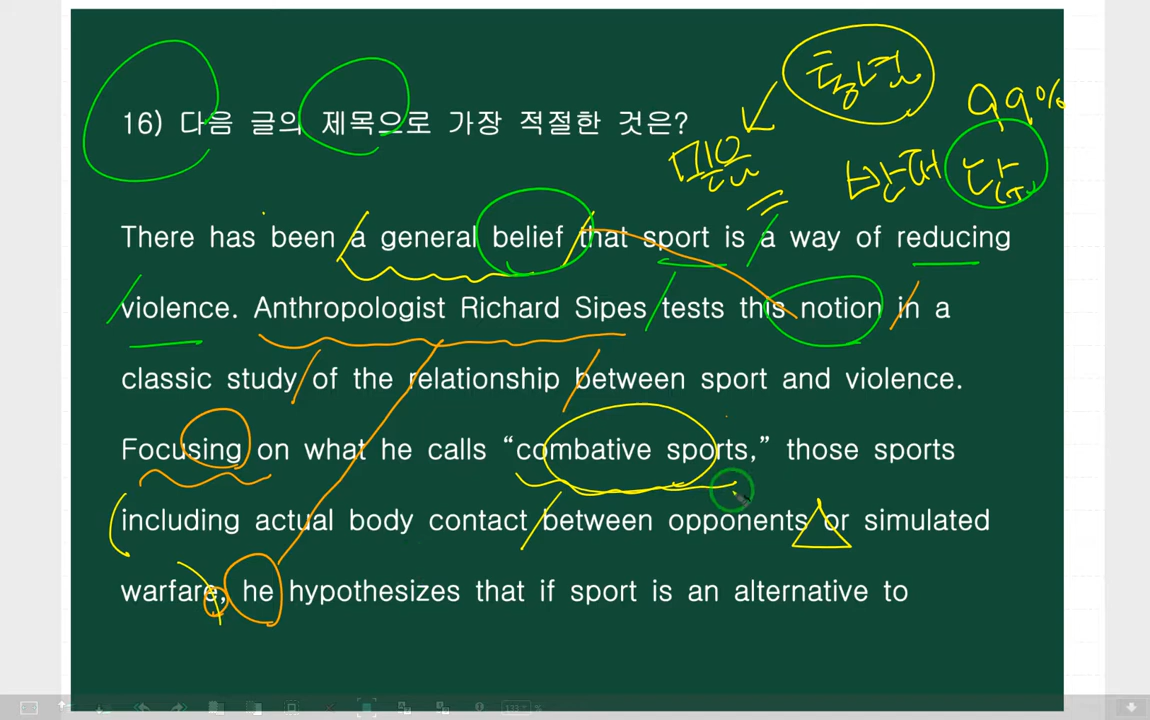 통념
99%
16) 다음 글의 제목으로 가장 적절한 것은?
믿음
반대
There has been a general belief that sport is a way of reducing
violence. Anthropologist Richard Sipes tests this notion in a
classic study of the relationship between sport and violence.
Focusing on what he calls “combative sports,” those sports
including actual body contact between opponents or simulated
warfare, he hypothesizes that if sport is an alternative to